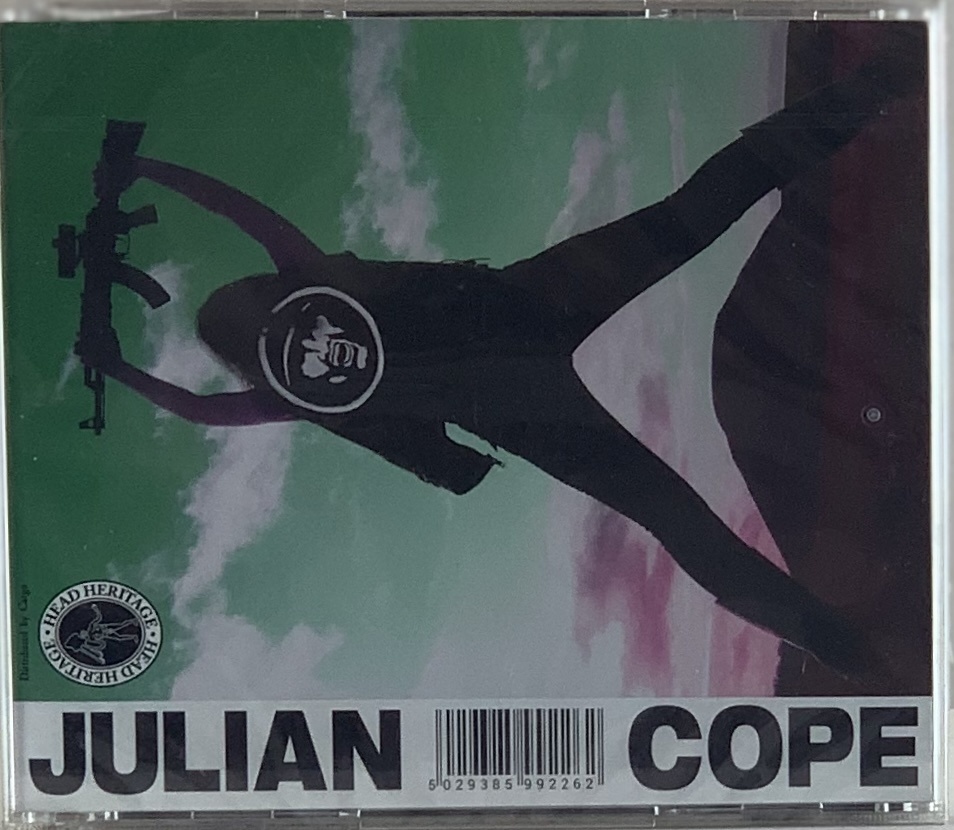 Distributed by Cargo
HEAD HERITAGE • HEAD HERITAGE •
JULIAN COPE
5 029385 992262